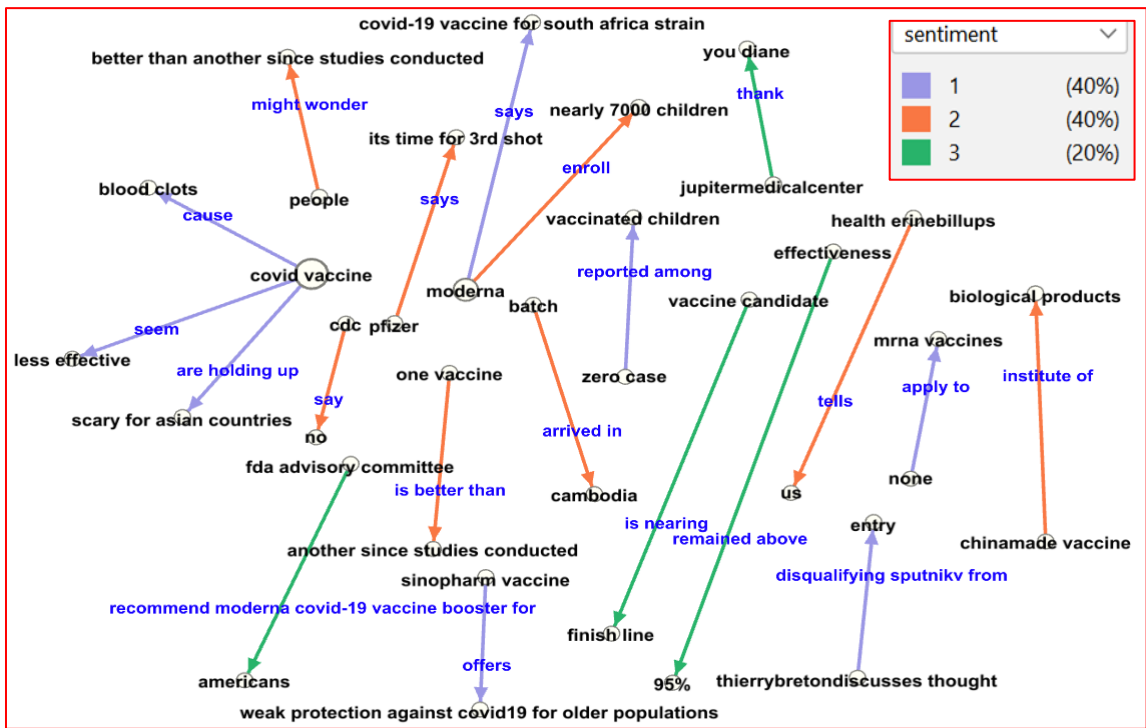 covid-19 vaccine for south africa strain
better than another since studies conducted
you diane
might wonder
says
thank
nearly 7000 children
its time for 3rd shot
enroll
blood clots
people
says
jupitermedicalcenter
cause
vaccinated children
health erinebillups
effectiveness
covid vaccine
reported among
moderna
batch
vaccine candidate
biological products
cdc
pfizer
seem
mrna vaccines
less effective
are holding up
one vaccine
zero case
apply to
institute of
say
tells
scary for asian countries
arrived in
no
fda advisory committee
none
is better than
cambodia
us
is nearing
entry
remained above
chinamade vaccine
another since studies conducted
sinopharm vaccine
disqualifying sputnikv from
recommend moderna covid-19 vaccine booster for
finish line
offers
americans
95%
thierrybretondiscusses thought
weak protection against covid19 for older populations
sentiment
1 (40%)
2 (40%)
3 (20%)